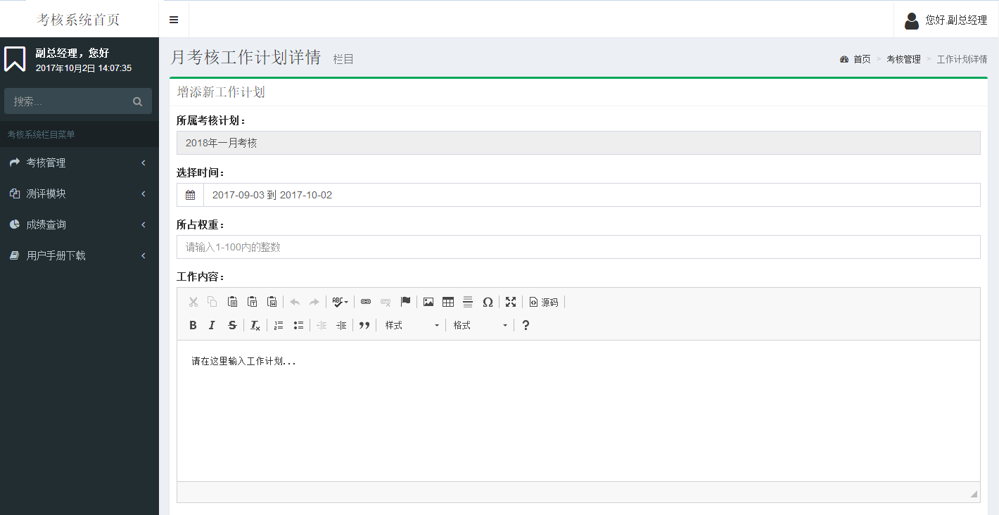 考核系统首页
您好,副总经理
副总经理，您好
2017年10月2日 14:07:35
搜索...
考核系统栏目菜单
考核管理
测评模块
成绩查询
用户手册下载
月考核工作计划详情 栏目
首页 > 考核管理 > 工作计划详情
增添新工作计划
所属考核计划：
2018年一月考核
选择时间：
2017-09-03 到 2017-10-02
所占权重：
请输入1-100内的整数
工作内容：
ABC Ω 源码
B I S Tx 样式 格式 ?
请在这里输入工作计划...